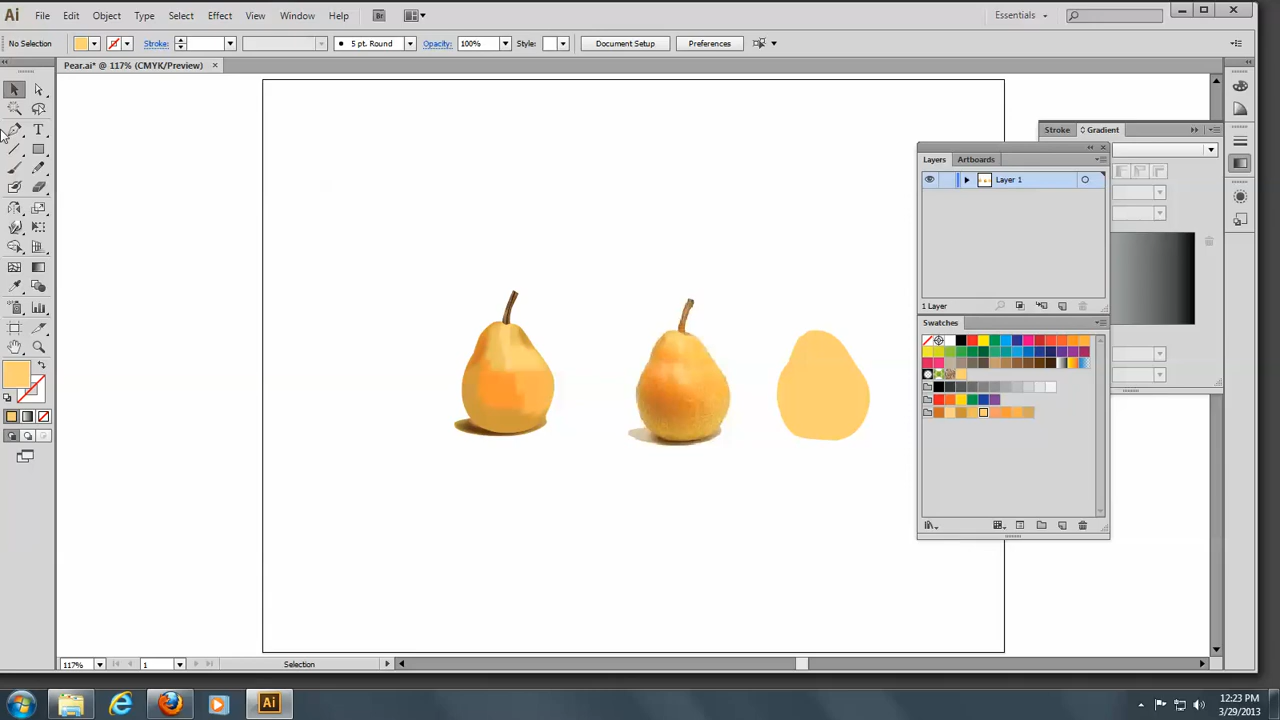 Ai File Edit Object Type Select Effect View Window Help Br Essentials
No Selection Stroke: 5 pt. Round Opacity: 100% Style: Document Setup Preferences
Pear.ai* @ 117% (CMYK/Preview) ×
T
Stroke Gradient
Layers Artboards
Layer 1
1 Layer
Swatches
117% 1 Selection
Ai
12:23 PM
3/29/2013